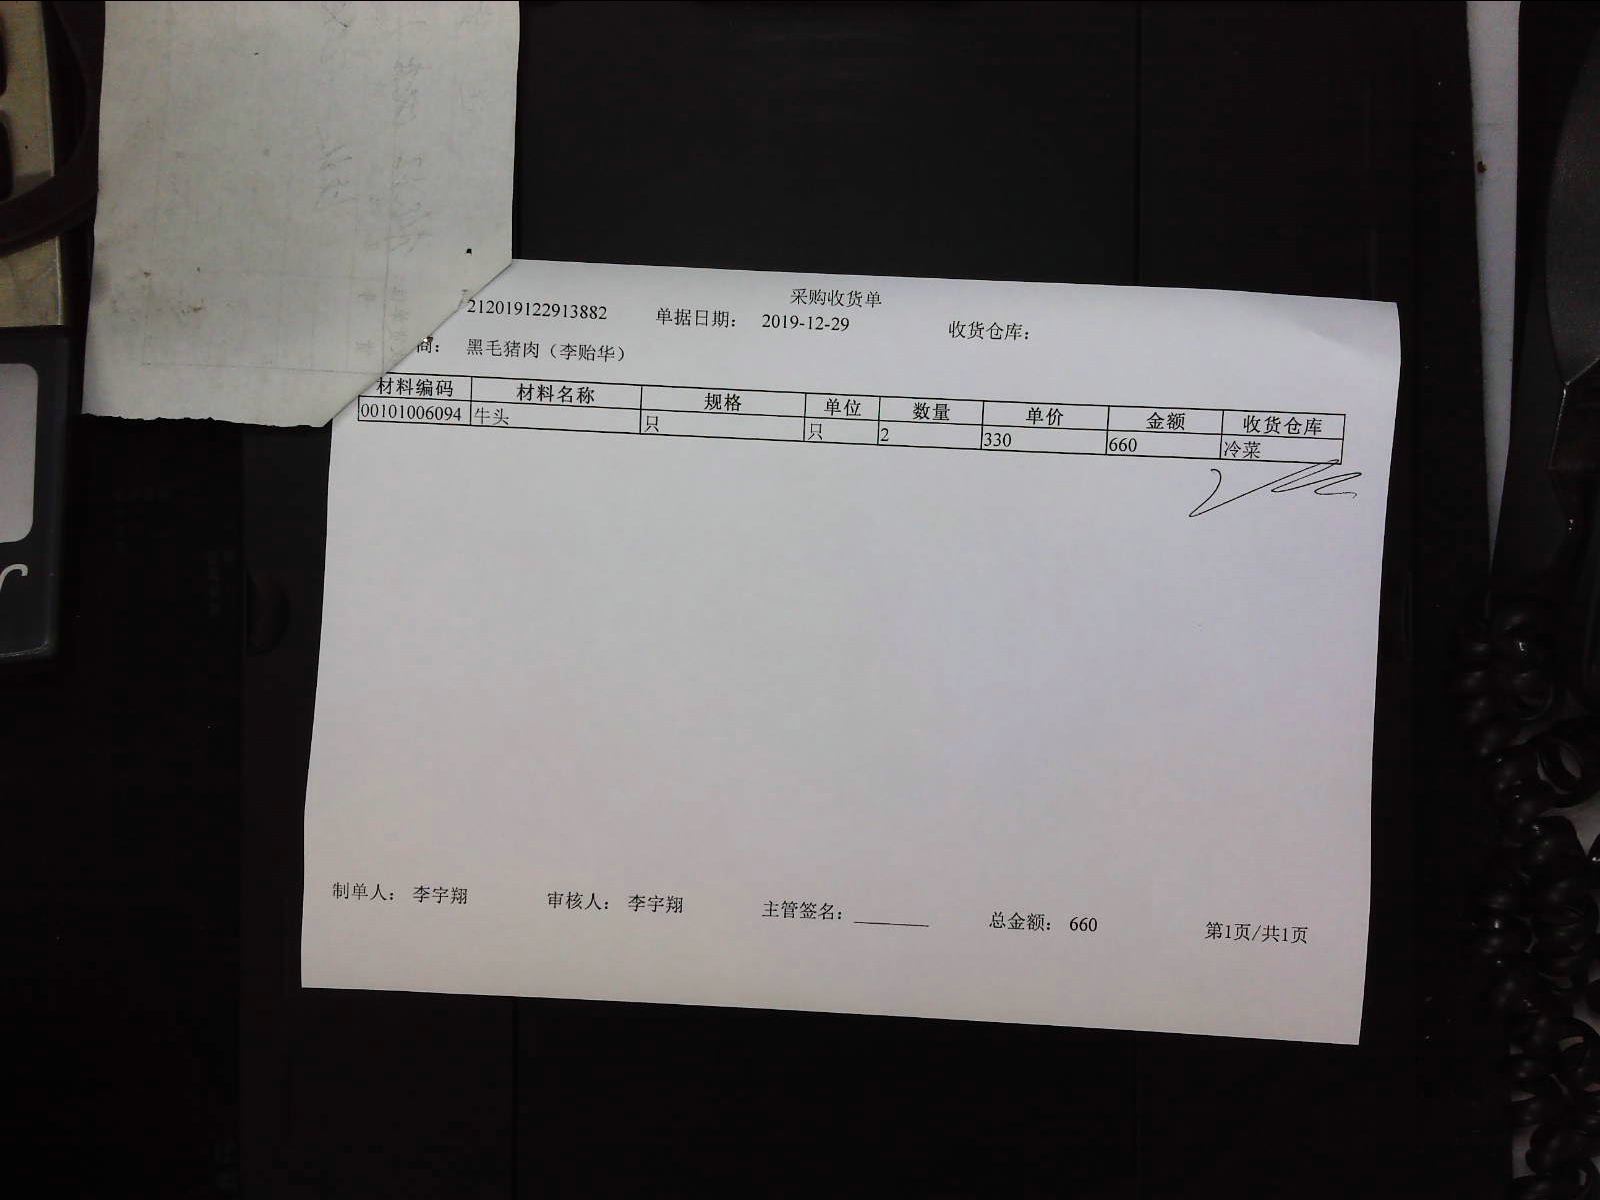 采购收货单
212019122913882 单据日期： 2019-12-29 收货仓库：
商： 黑毛猪肉（李贻华）
材料编码 材料名称 规格 单位 数量 单价 金额 收货仓库
00101006094 牛头 只 只 2 330 660 冷菜
制单人： 李宇翔 审核人： 李宇翔 主管签名： 总金额： 660 第1页/共1页